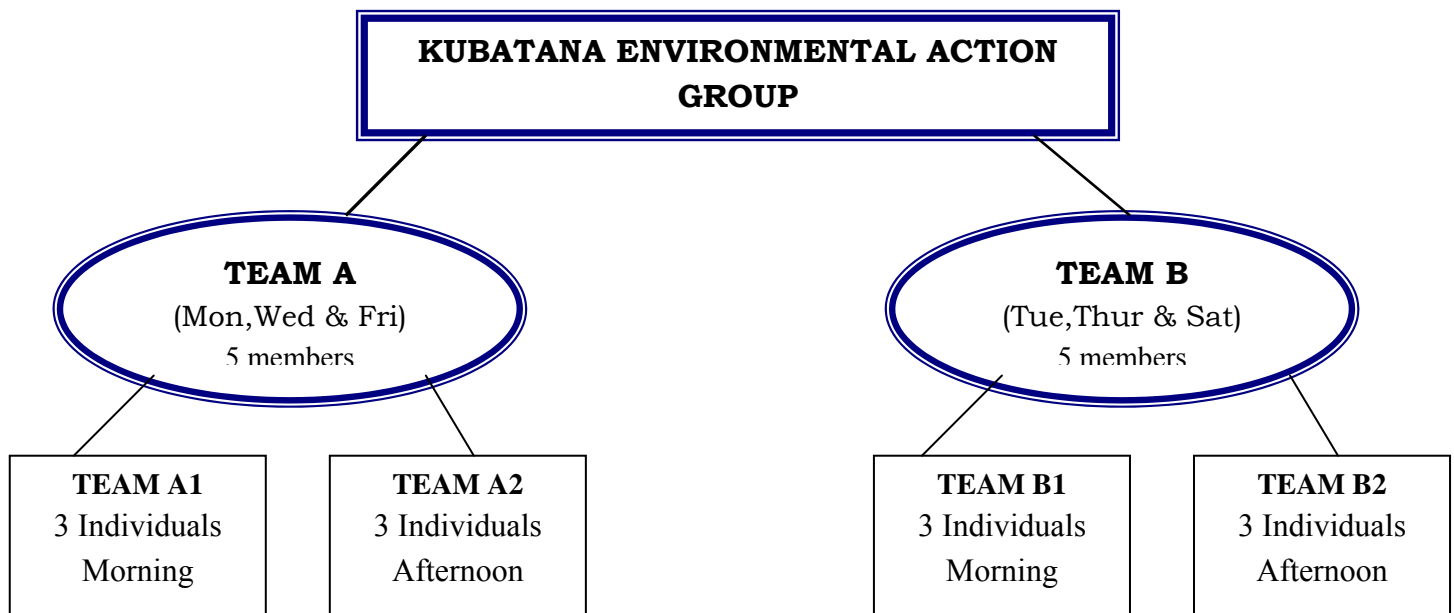 KUBATANA ENVIRONMENTAL ACTION
GROUP
TEAM A
(Mon,Wed & Fri)
5 members
TEAM B
(Tue,Thur & Sat)
5 members
TEAM A1
3 Individuals
Morning
TEAM A2
3 Individuals
Afternoon
TEAM B1
3 Individuals
Morning
TEAM B2
3 Individuals
Afternoon